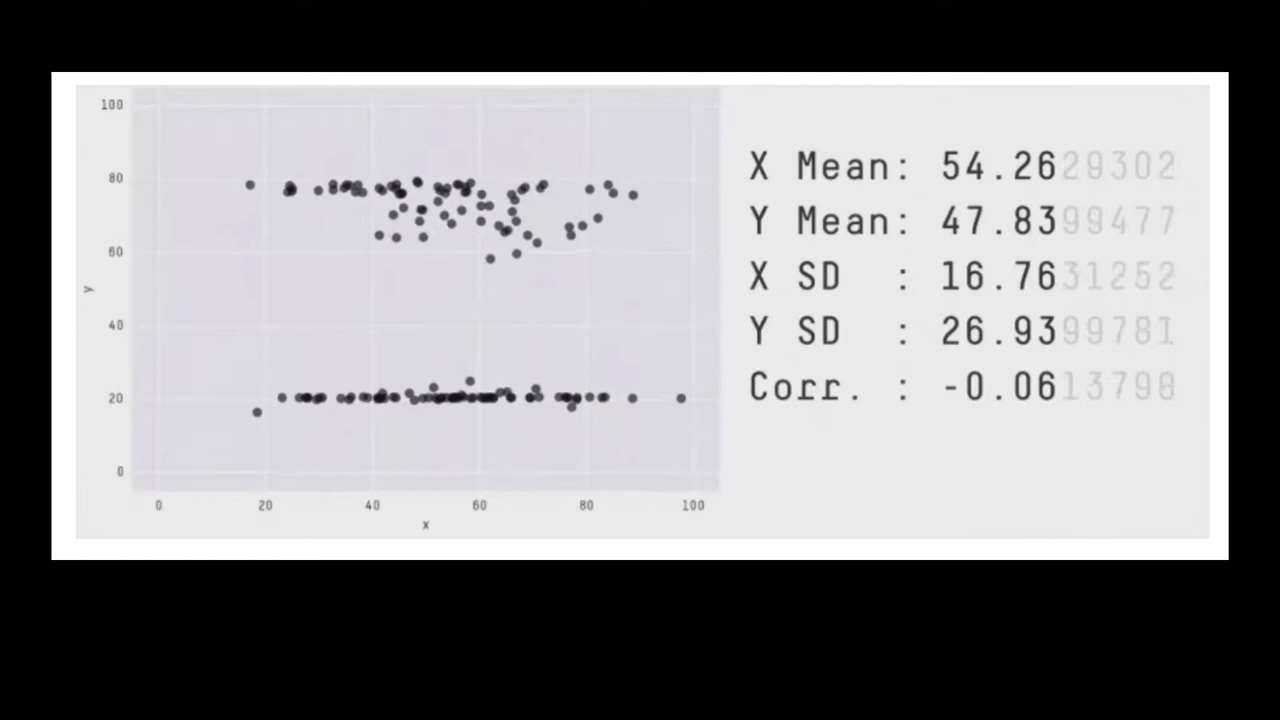 100
80
60
40
20
0
y
0 20 40 60 80 100
x
X Mean: 54.2629302
Y Mean: 47.8399477
X SD : 16.7631252
Y SD : 26.9399781
Corr. : -0.0613798